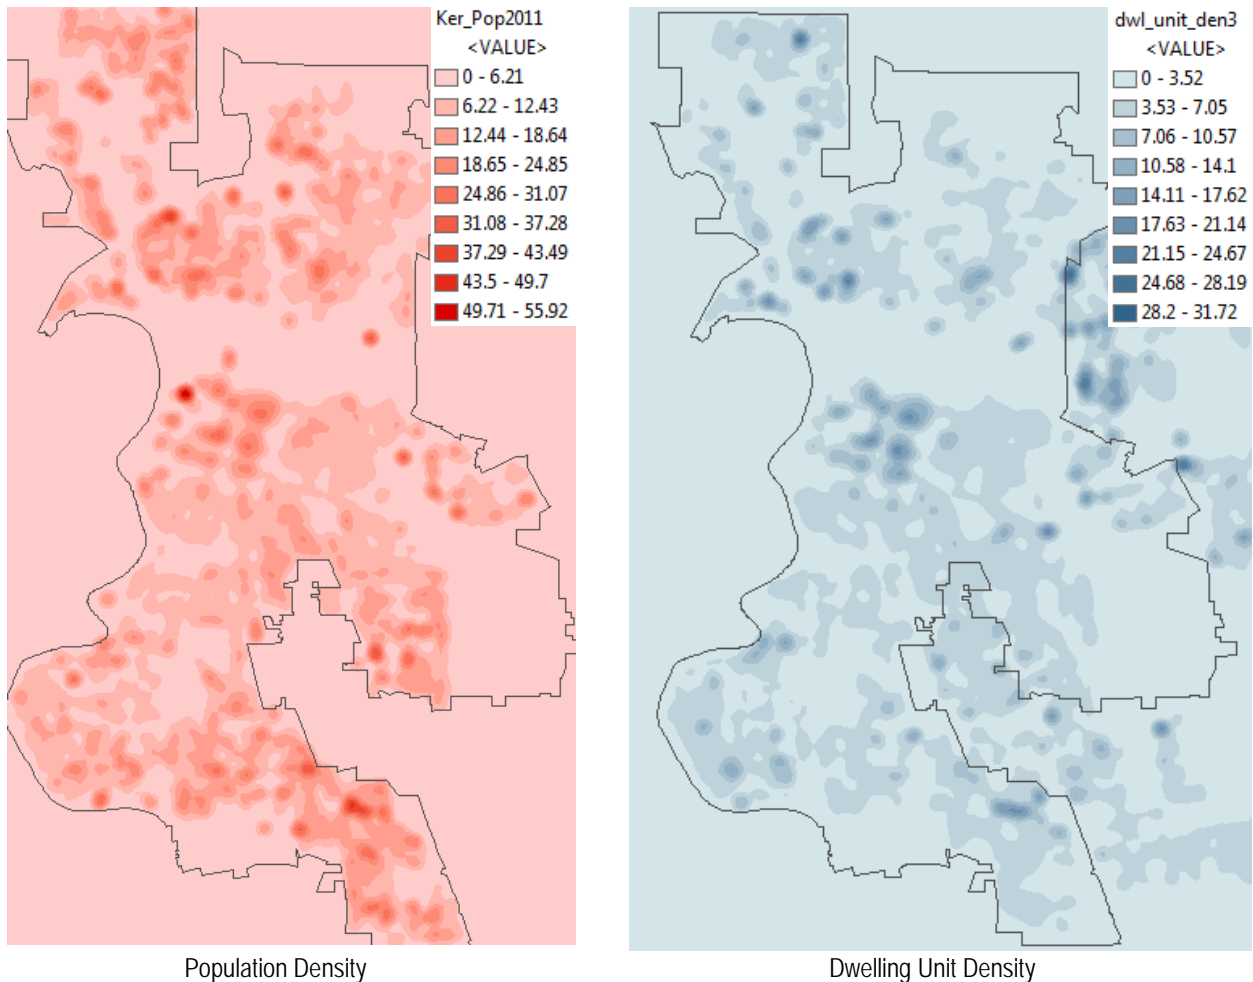 Ker_Pop2011
<VALUE>
0 - 6.21
6.22 - 12.43
12.44 - 18.64
18.65 - 24.85
24.86 - 31.07
31.08 - 37.28
37.29 - 43.49
43.5 - 49.7
49.71 - 55.92
dwl_unit_den3
<VALUE>
0 - 3.52
3.53 - 7.05
7.06 - 10.57
10.58 - 14.1
14.11 - 17.62
17.63 - 21.14
21.15 - 24.67
24.68 - 28.19
28.2 - 31.72
Population Density
Dwelling Unit Density